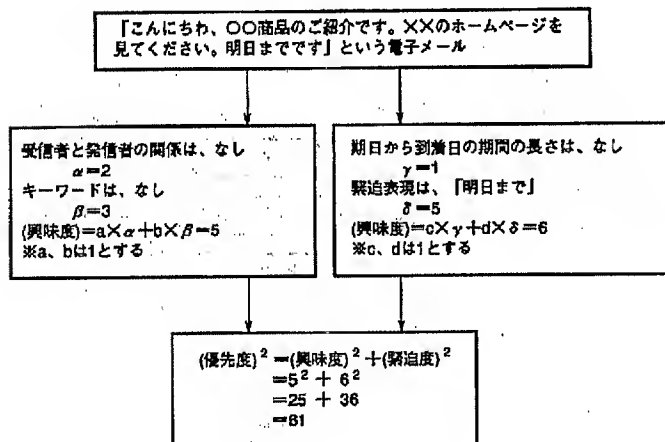 「こんにちわ、〇〇商品のご紹介です。××のホームページを
見てください。明日までです」という電子メール
受信者と発信者の関係は、なし
α=2
キーワードは、なし
β=3
(興味度)=a×α+b×β=5
※a、bは1とする
期日から到着日の期間の長さは、なし
γ=1
緊迫表現は、「明日まで」
δ=5
(興味度)=c×γ+d×δ=6
※c、dは1とする
(優先度)²=(興味度)²+(緊迫度)²
=5²+6²
=25+36
=61